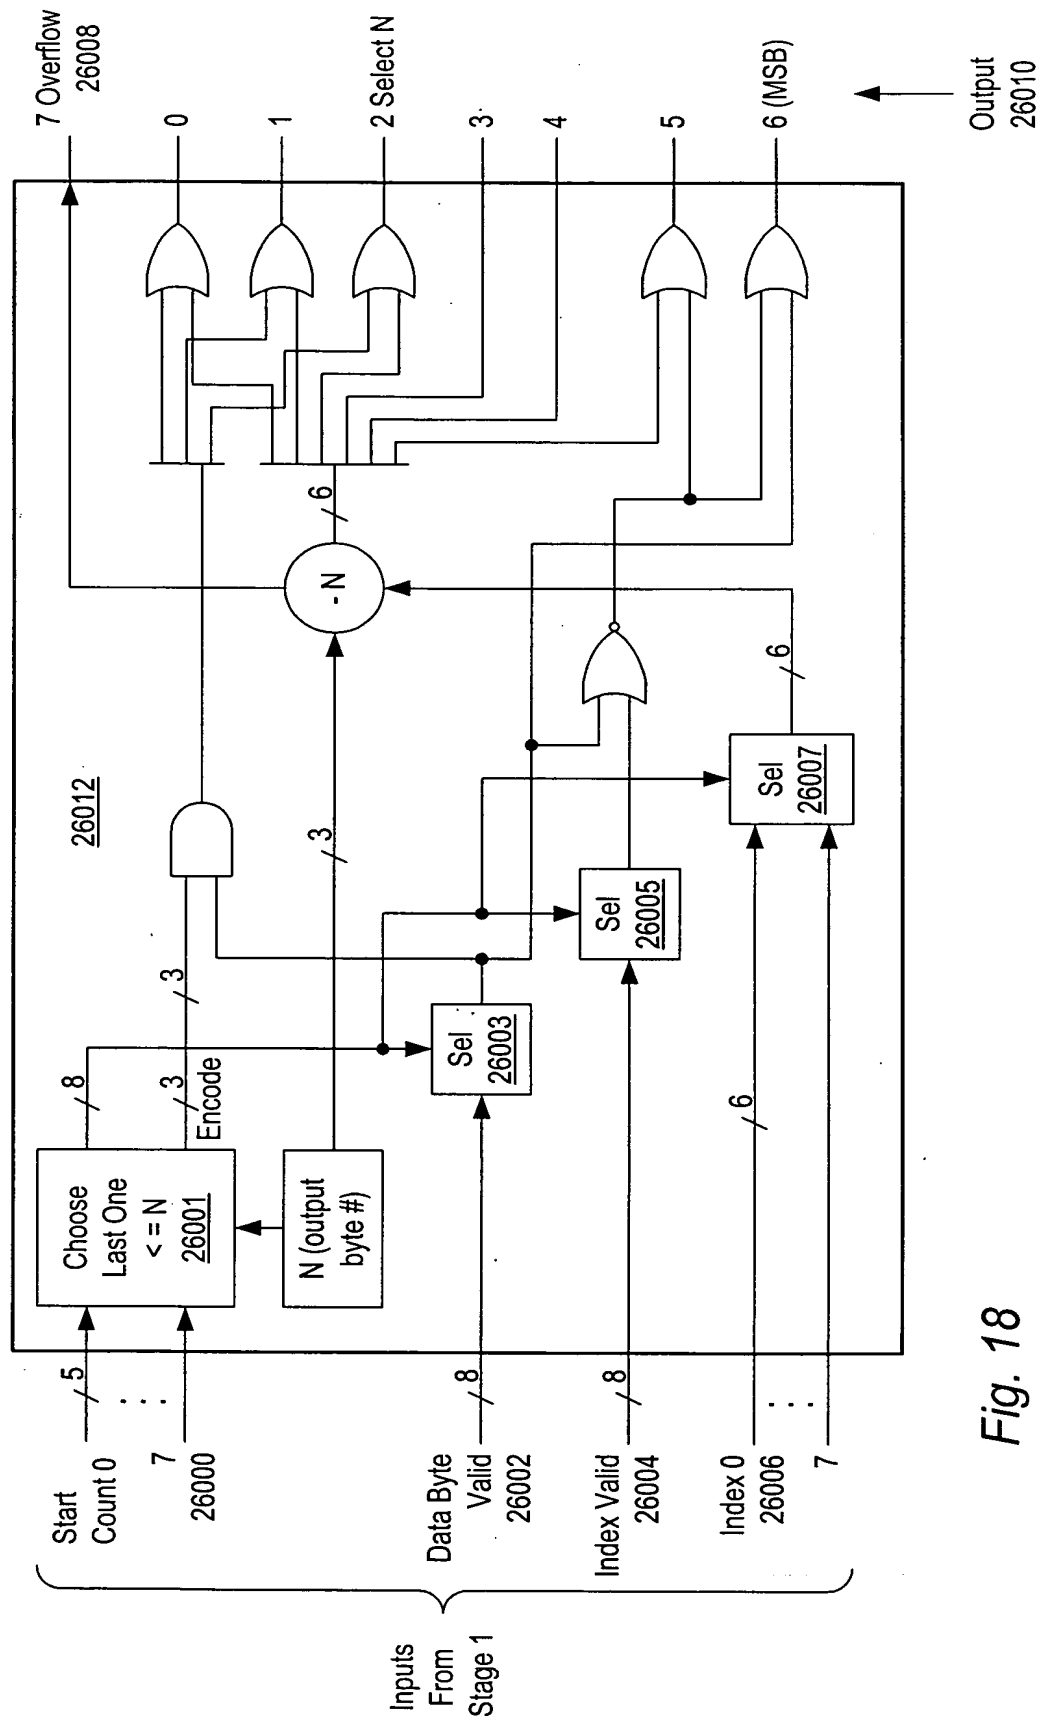 Inputs
From
Stage 1
Start
Count 0
7
26000
5
. . .
Data Byte
Valid
26002
8
Index Valid
26004
8
Index 0
26006
7
. . .
Choose
Last One
< = N
26001
N (output
byte #)
8
3
Encode
3
Sel
26003
6
26012
3
Sel
26005
Sel
26007
6
- N
6
7 Overflow
26008
0
1
2 Select N
3
4
5
6 (MSB)
Output
26010
Fig. 18